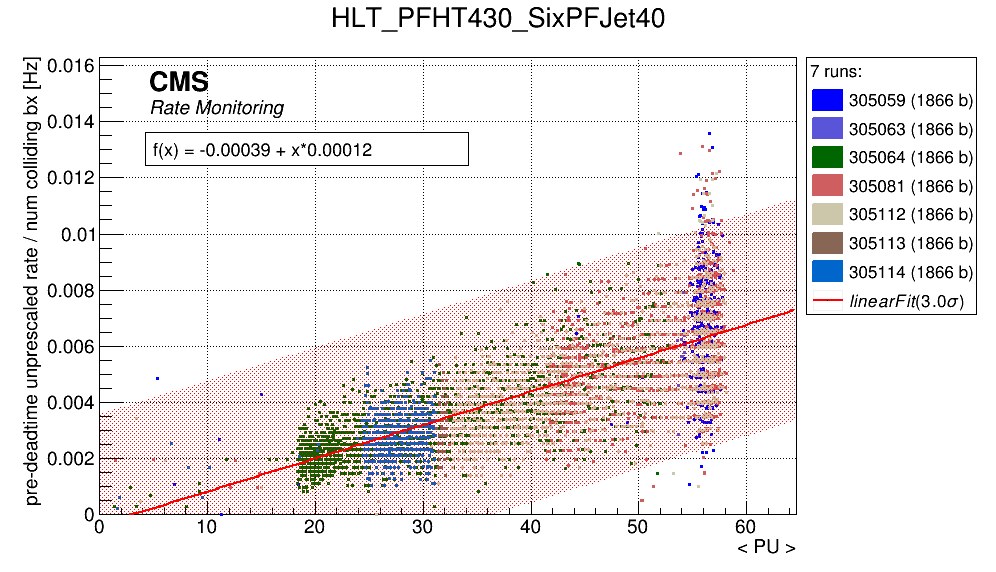 HLT_PFHT430_SixPFJet40
pre-deadtime unprescaled rate / num colliding bx [Hz]
0.016
0.014
0.012
0.01
0.008
0.006
0.004
0.002
0
CMS
Rate Monitoring
f(x) = -0.00039 + x*0.00012
0 10 20 30 40 50 60
< PU >
7 runs:
305059 (1866 b)
305063 (1866 b)
305064 (1866 b)
305081 (1866 b)
305112 (1866 b)
305113 (1866 b)
305114 (1866 b)
linearFit(3.0σ)